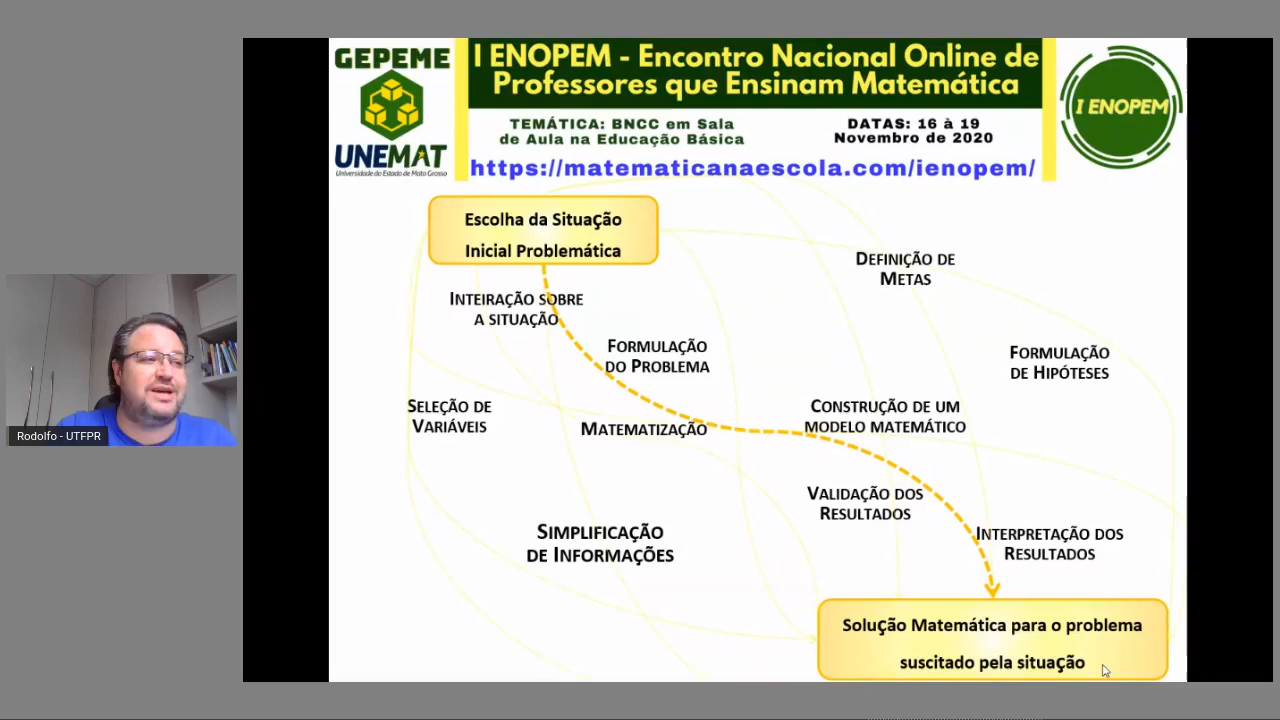 GEPEME
UNEMAT
Universidade do Estado de Mato Grosso
I ENOPEM - Encontro Nacional Online de
Professores que Ensinam Matemática
TEMÁTICA: BNCC em Sala
de Aula na Educação Básica
DATAS: 16 à 19
Novembro de 2020
https://matematicanaescola.com/ienopem/
I ENOPEM
Escolha da Situação
Inicial Problemática
DEFINIÇÃO DE
METAS
INTEIRAÇÃO SOBRE
A SITUAÇÃO
FORMULAÇÃO
DO PROBLEMA
FORMULAÇÃO
DE HIPÓTESES
SELEÇÃO DE
VARIÁVEIS
MATEMATIZAÇÃO
CONSTRUÇÃO DE UM
MODELO MATEMÁTICO
VALIDAÇÃO DOS
RESULTADOS
SIMPLIFICAÇÃO
DE INFORMAÇÕES
INTERPRETAÇÃO DOS
RESULTADOS
Solução Matemática para o problema
suscitado pela situação
Rodolfo - UTFPR